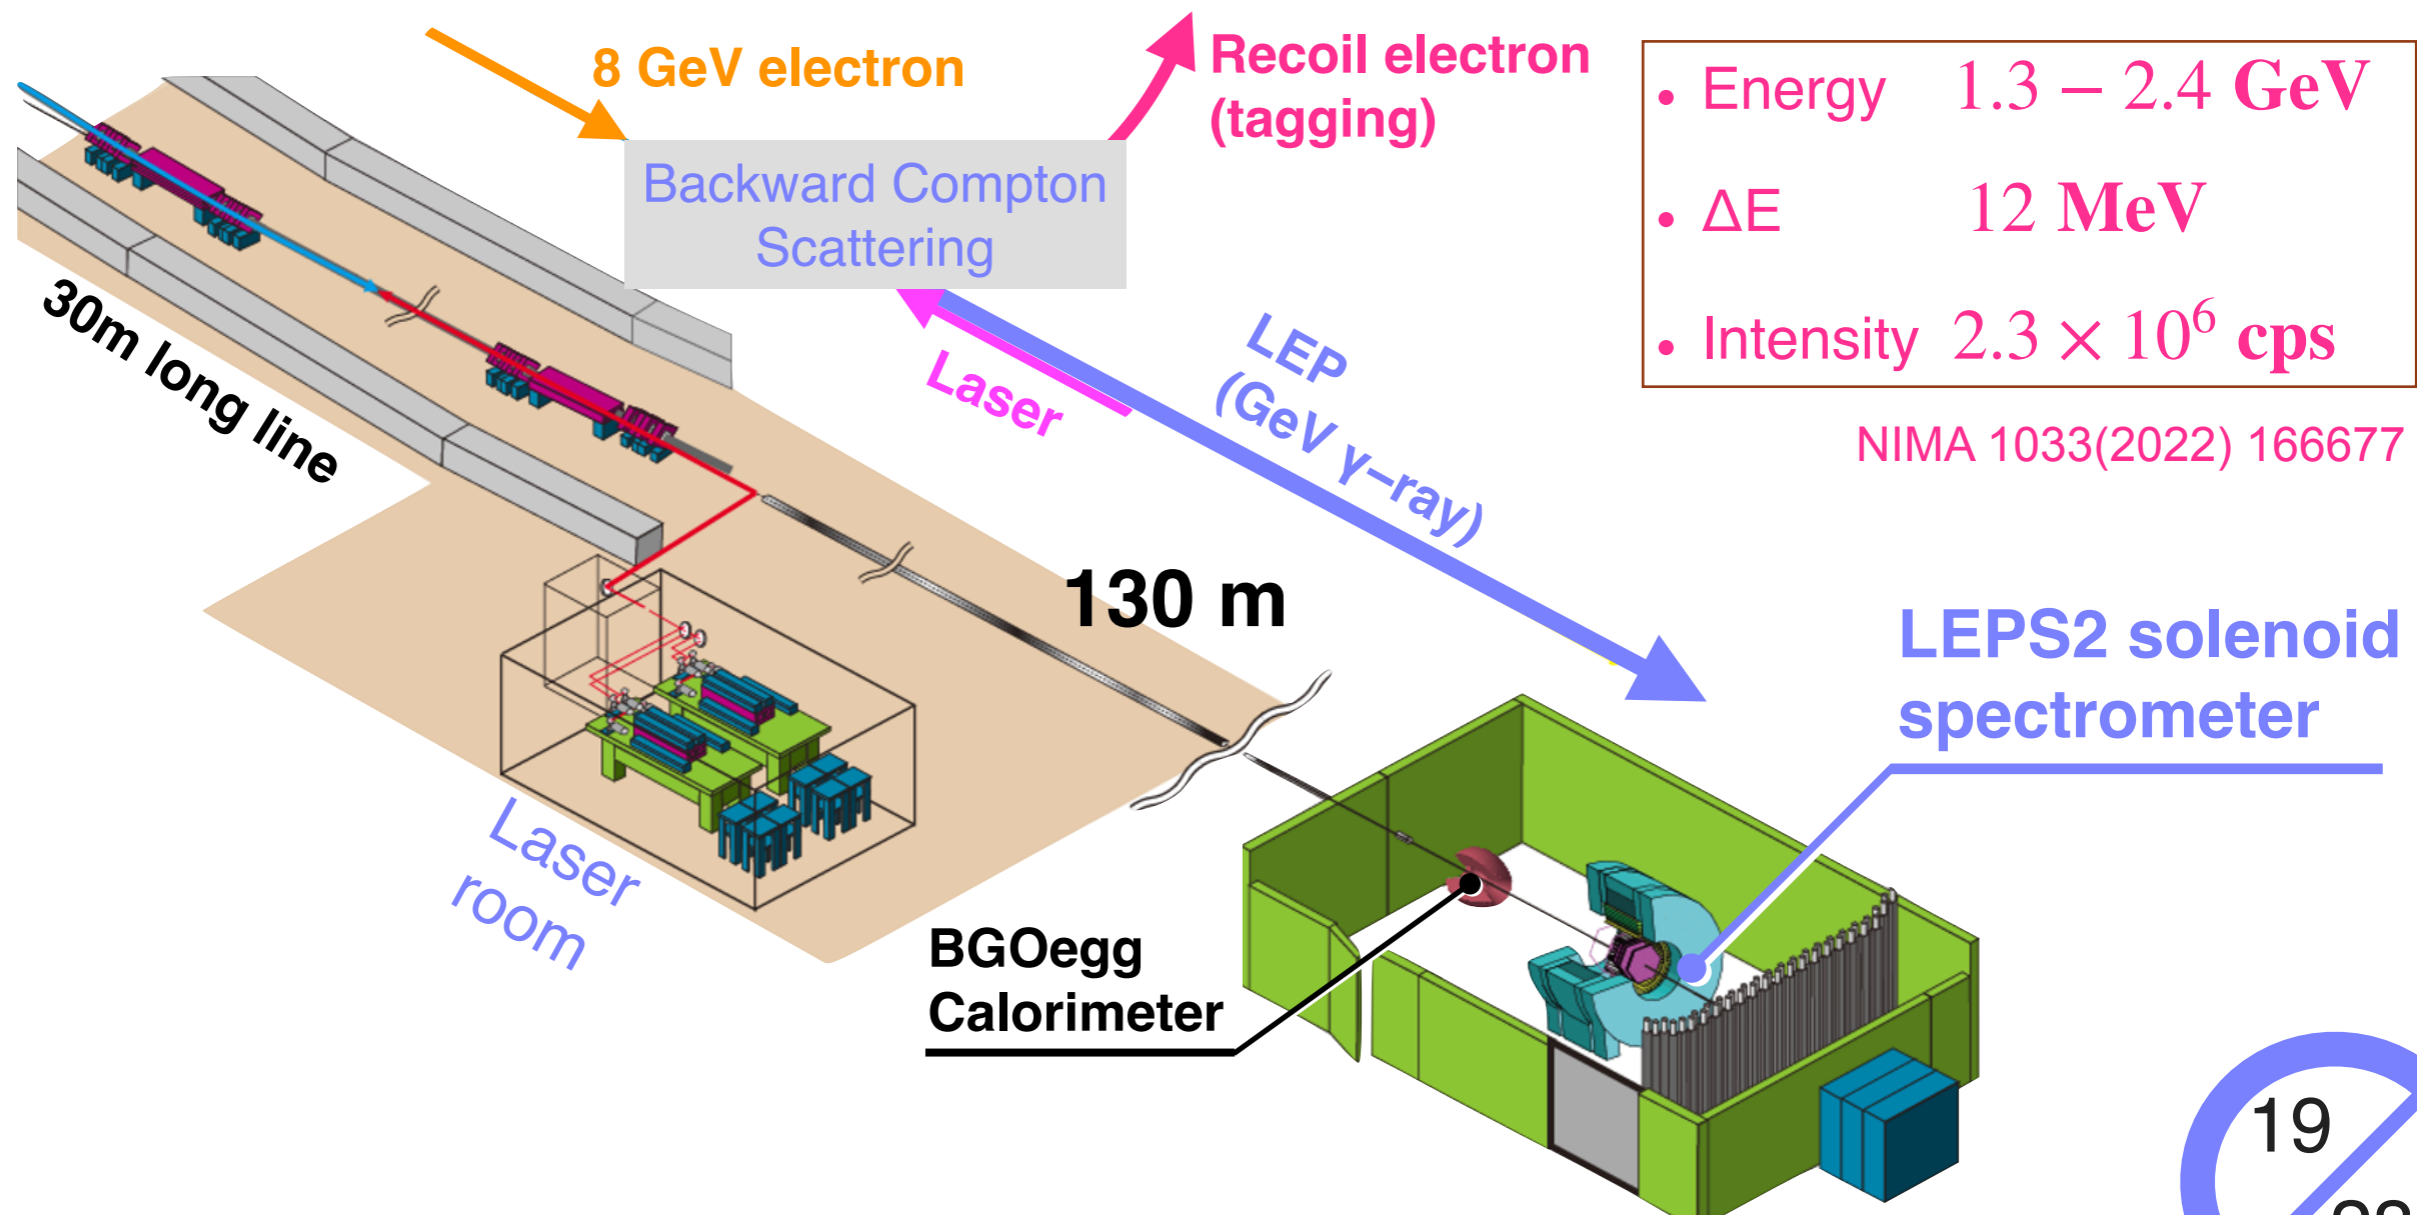 8 GeV electron
Recoil electron
(tagging)
• Energy 1.3 – 2.4 GeV
• ΔE 12 MeV
• Intensity 2.3 × 10⁶ cps
NIMA 1033(2022) 166677
Backward Compton
Scattering
30m long line
Laser
LEP
(GeV γ–ray)
130 m
LEPS2 solenoid
spectrometer
Laser
room
BGOegg
Calorimeter
19